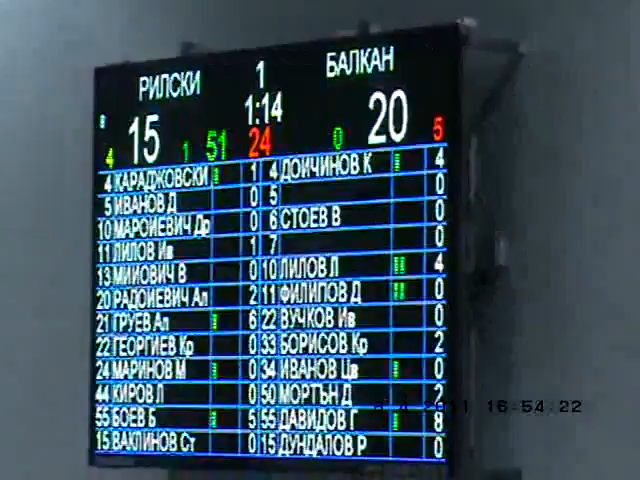 РИЛСКИ 1 БАЛКАН
15 1:14 20
4 1 51 24 0 5
4 КАРАДЖОВСКИ 1 4 ДОЙЧИНОВ К 4
5 ИВАНОВ Д 0 5 0
10 МАРОЙЕВИЧ Др 0 6 СТОЕВ В 0
11 ЛИЛОВ Ив 1 7 0
13 МИЙОВИЧ В 0 10 ЛИЛОВ Л 4
20 РАДОЙЕВИЧ Ал 2 11 ФИЛИПОВ Д 0
21 ГРУЕВ Ал 6 22 ВУЧКОВ Ив 0
22 ГЕОРГИЕВ Кр 0 33 БОРИСОВ Кр 2
24 МАРИНОВ М 0 34 ИВАНОВ Цв 0
44 КИРОВ Л 0 50 МОРТЪН Д 2
55 БОЕВ Б 5 55 ДАВИДОВ Г 8
15 ВАКЛИНОВ Ст 0 15 ДУНДАЛОВ Р 0
2011 16:54:22